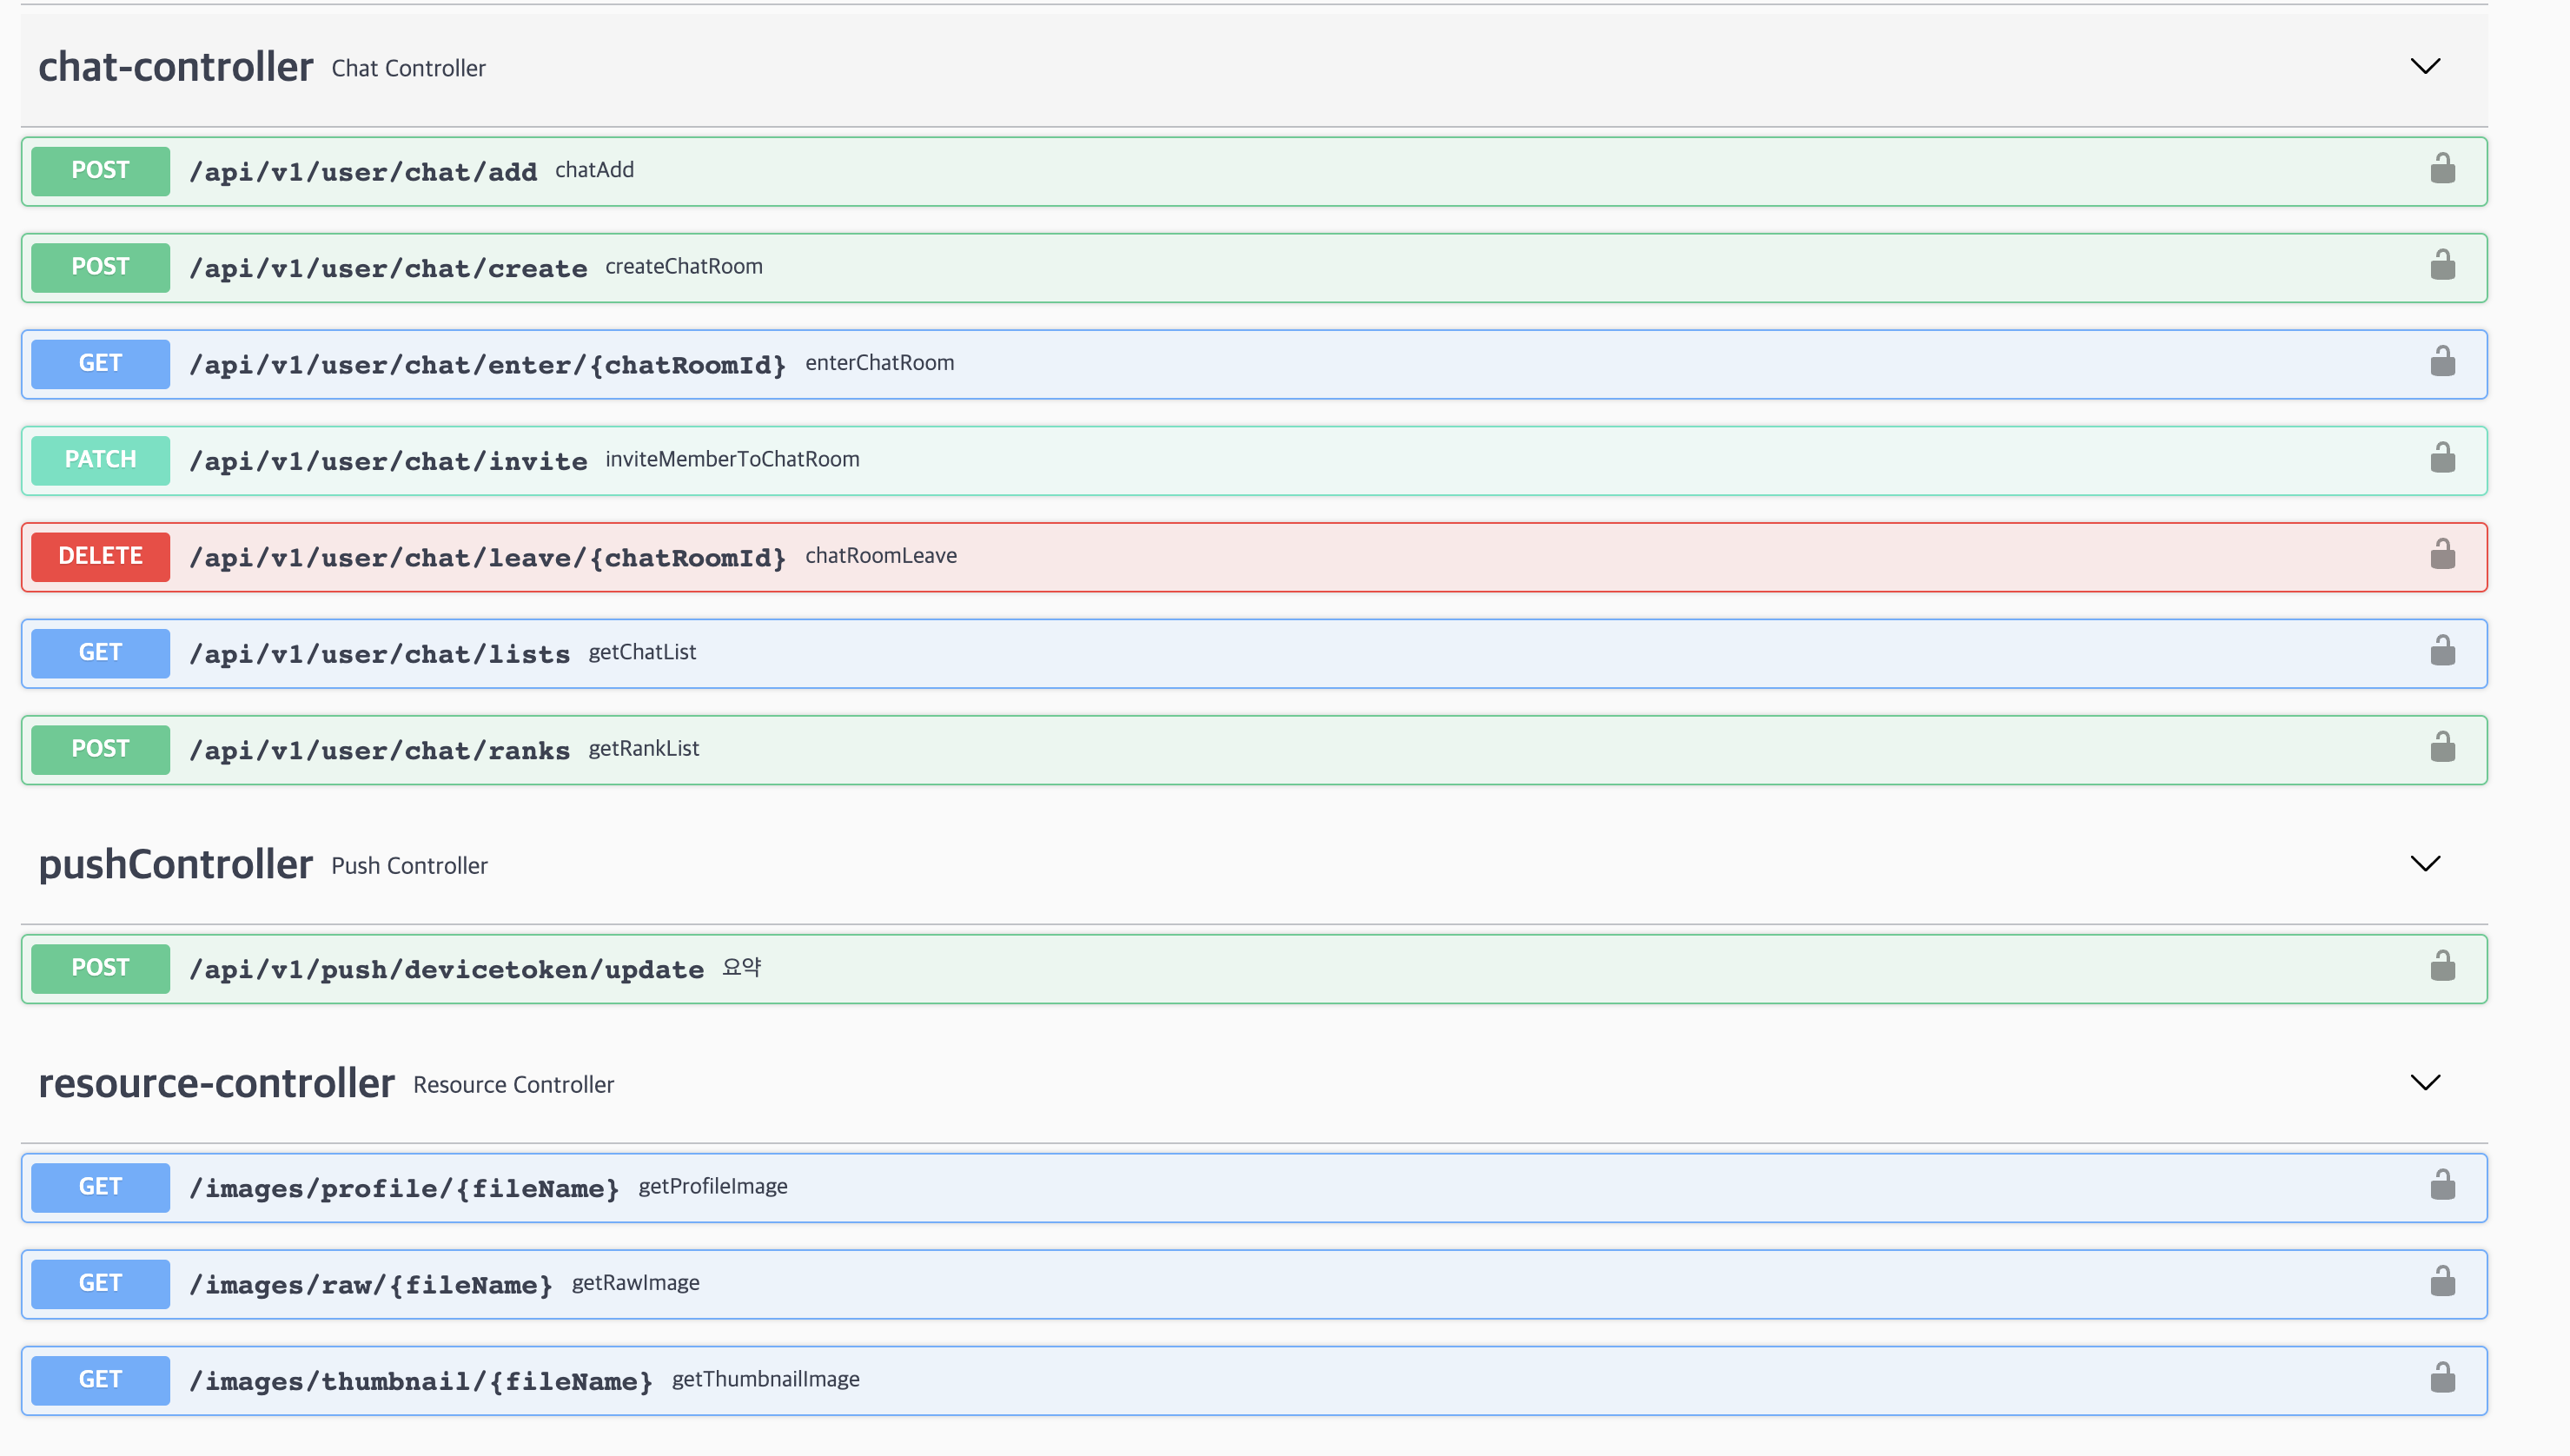 chat-controller Chat Controller
POST /api/v1/user/chat/add chatAdd
POST /api/v1/user/chat/create createChatRoom
GET /api/v1/user/chat/enter/{chatRoomId} enterChatRoom
PATCH /api/v1/user/chat/invite inviteMemberToChatRoom
DELETE /api/v1/user/chat/leave/{chatRoomId} chatRoomLeave
GET /api/v1/user/chat/lists getChatList
POST /api/v1/user/chat/ranks getRankList
pushController Push Controller
POST /api/v1/push/devicetoken/update 요약
resource-controller Resource Controller
GET /images/profile/{fileName} getProfileImage
GET /images/raw/{fileName} getRawImage
GET /images/thumbnail/{fileName} getThumbnailImage